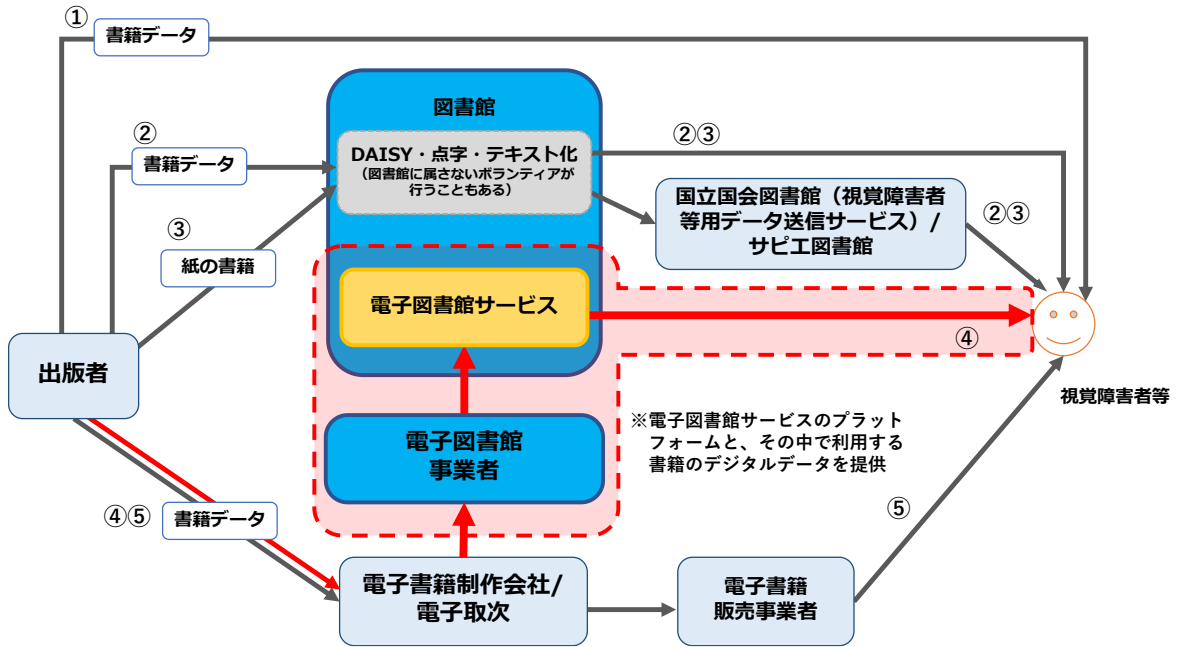 ①
書籍データ
図書館
②
書籍データ
DAISY・点字・テキスト化
（図書館に属さないボランティアが
行うこともある）
②③
国立国会図書館（視覚障害者
等用データ送信サービス）/
サピエ図書館
②③
③
紙の書籍
電子図書館サービス
④
出版者
視覚障害者等
電子図書館
事業者
※電子図書館サービスのプラット
フォームと、その中で利用する
書籍のデジタルデータを提供
④⑤
書籍データ
⑤
電子書籍制作会社/
電子取次
電子書籍
販売事業者